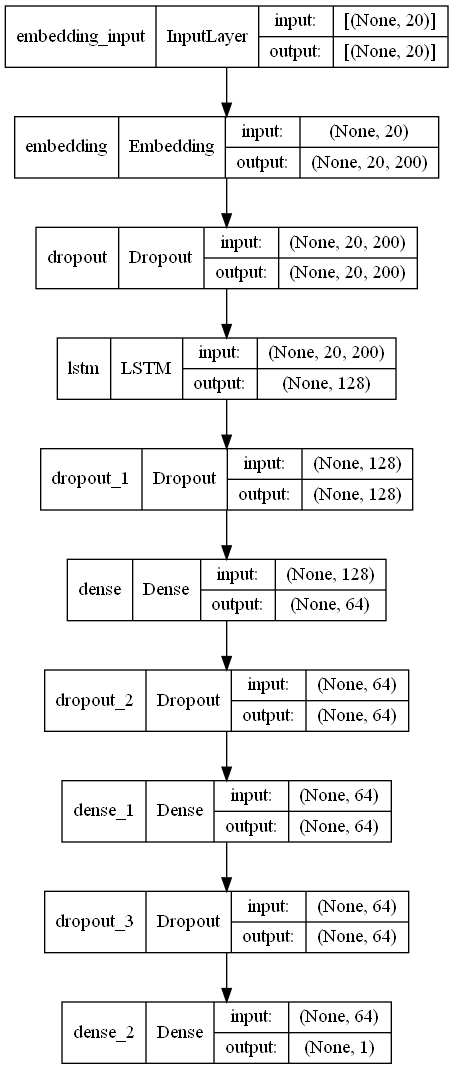 embedding_input InputLayer input: [(None, 20)]
output: [(None, 20)]
embedding Embedding input: (None, 20)
output: (None, 20, 200)
dropout Dropout input: (None, 20, 200)
output: (None, 20, 200)
lstm LSTM input: (None, 20, 200)
output: (None, 128)
dropout_1 Dropout input: (None, 128)
output: (None, 128)
dense Dense input: (None, 128)
output: (None, 64)
dropout_2 Dropout input: (None, 64)
output: (None, 64)
dense_1 Dense input: (None, 64)
output: (None, 64)
dropout_3 Dropout input: (None, 64)
output: (None, 64)
dense_2 Dense input: (None, 64)
output: (None, 1)